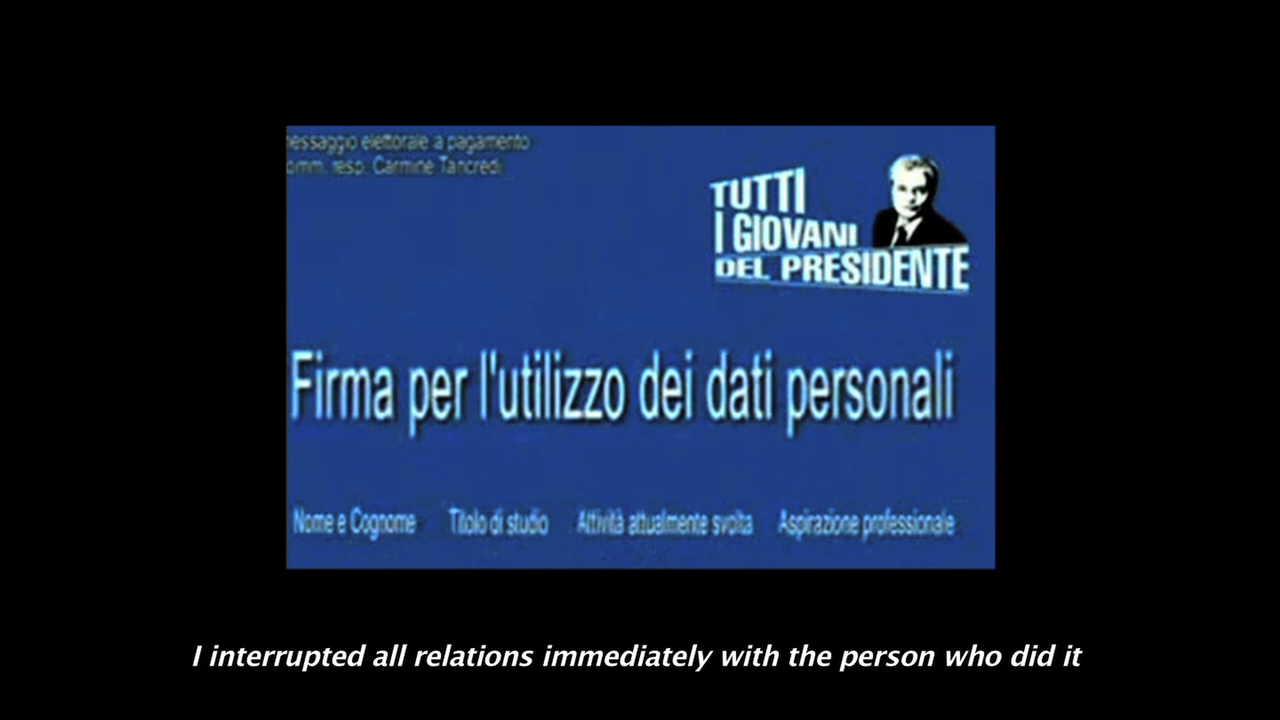 essaggio elettorale a pagamento
omm. resp. Carmine Tancredi
TUTTI
I GIOVANI
DEL PRESIDENTE
Firma per l'utilizzo dei dati personali
Nome e Cognome Titolo di studio Attività attualmente svolta Aspirazione professionale
I interrupted all relations immediately with the person who did it